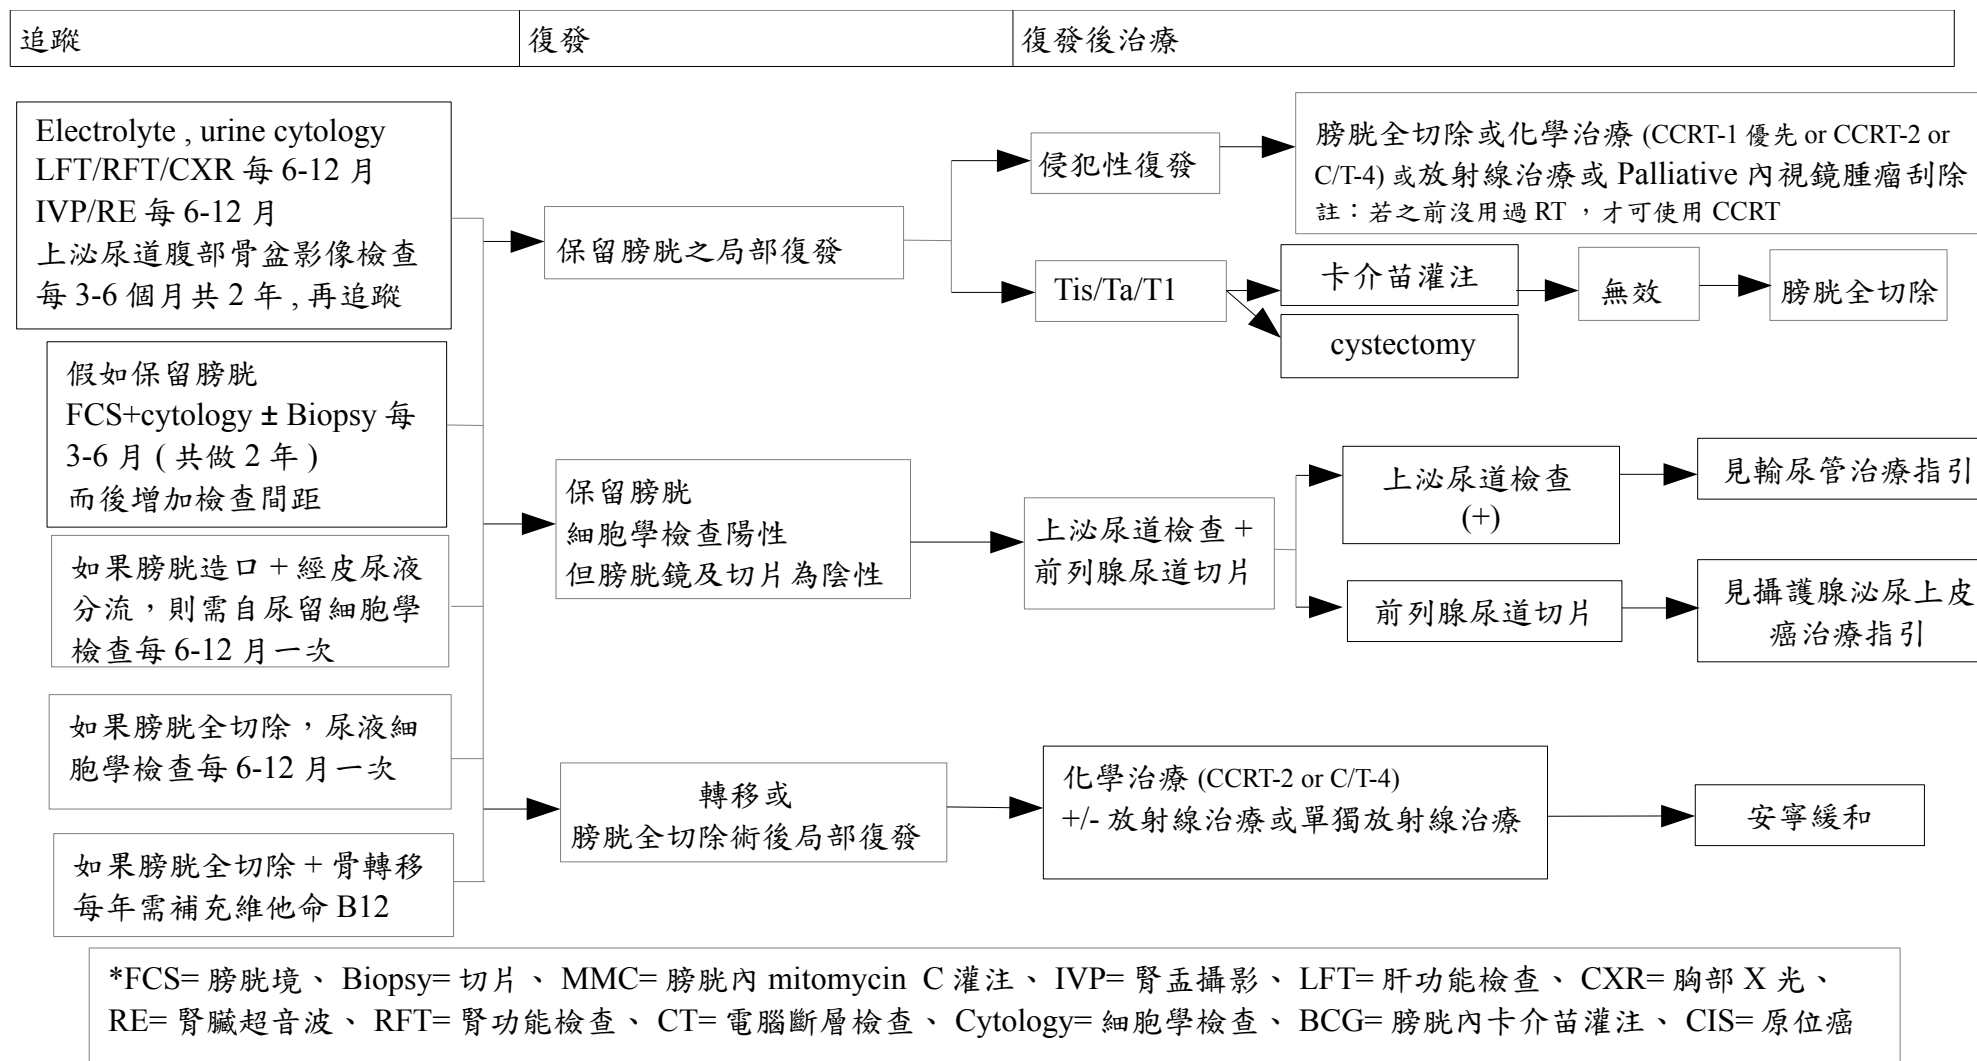 追蹤
復發
復發後治療
Electrolyte , urine cytology
LFT/RFT/CXR 每 6-12 月
IVP/RE 每 6-12 月
上泌尿道腹部骨盆影像檢查
每 3-6 個月共 2 年 , 再追蹤
假如保留膀胱
FCS+cytology ± Biopsy 每
3-6 月 ( 共做 2 年 )
而後增加檢查間距
如果膀胱造口 + 經皮尿液
分流，則需自尿留細胞學
檢查每 6-12 月一次
如果膀胱全切除，尿液細
胞學檢查每 6-12 月一次
如果膀胱全切除 + 骨轉移
每年需補充維他命 B12
保留膀胱之局部復發
侵犯性復發
膀胱全切除或化學治療 (CCRT-1 優先 or CCRT-2 or
C/T-4) 或放射線治療或 Palliative 內視鏡腫瘤刮除
註：若之前沒用過 RT ，才可使用 CCRT
Tis/Ta/T1
卡介苗灌注
無效
膀胱全切除
cystectomy
保留膀胱
細胞學檢查陽性
但膀胱鏡及切片為陰性
上泌尿道檢查 +
前列腺尿道切片
上泌尿道檢查
(+)
見輸尿管治療指引
前列腺尿道切片
見攝護腺泌尿上皮
癌治療指引
轉移或
膀胱全切除術後局部復發
化學治療 (CCRT-2 or C/T-4)
+/- 放射線治療或單獨放射線治療
安寧緩和
*FCS= 膀胱境、 Biopsy= 切片、 MMC= 膀胱內 mitomycin C 灌注、 IVP= 腎盂攝影、 LFT= 肝功能檢查、 CXR= 胸部 X 光、
RE= 腎臟超音波、 RFT= 腎功能檢查、 CT= 電腦斷層檢查、 Cytology= 細胞學檢查、 BCG= 膀胱內卡介苗灌注、 CIS= 原位癌